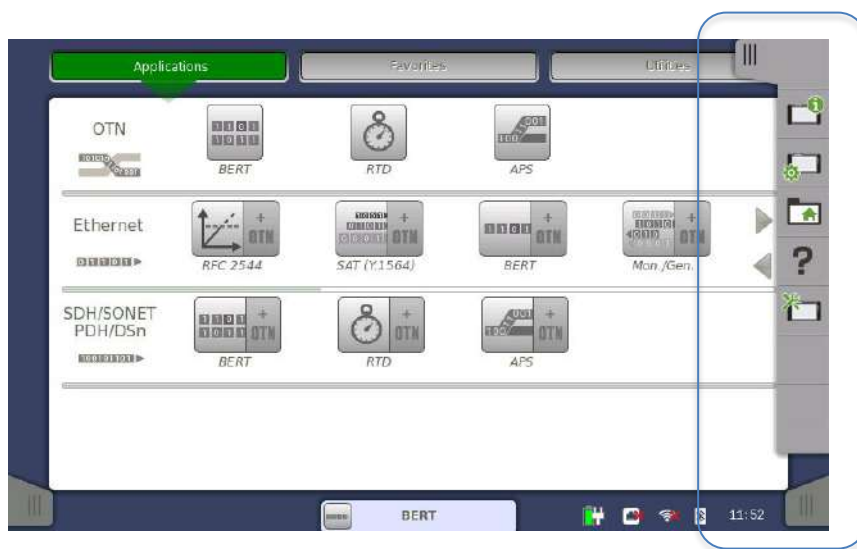 Applications Favorites Utilities
OTN
BERT RTD APS
Ethernet
+ OTN + OTN + OTN + OTN
RFC 2544 SAT (Y.1564) BERT Mon./Gen.
SDH/SONET
PDH/DSn
+ OTN + OTN + OTN
BERT RTD APS
?
BERT 11:52